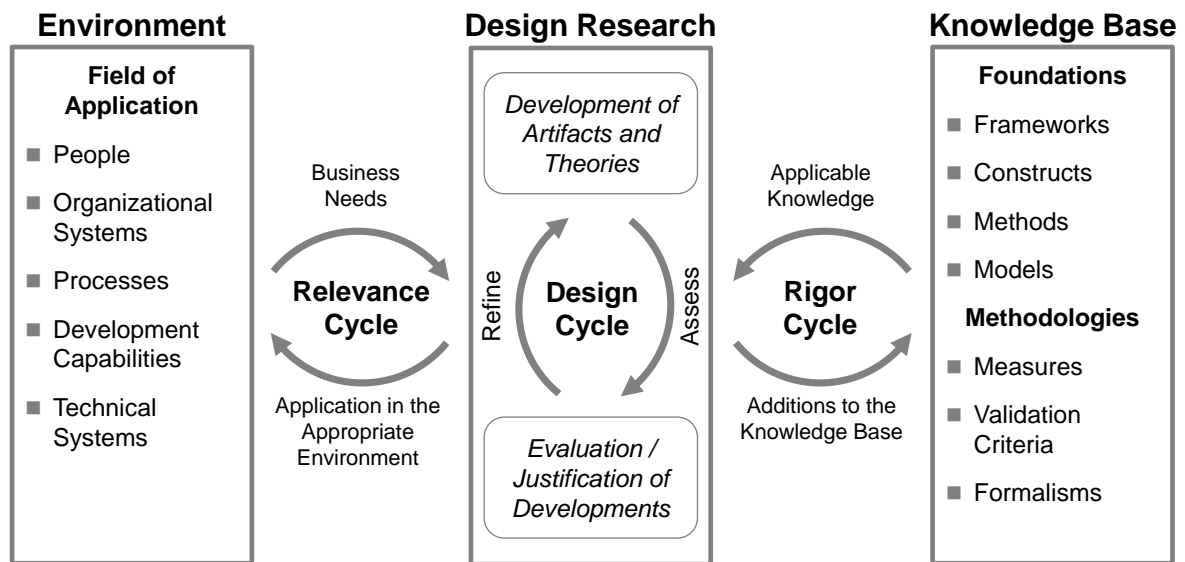 Environment
Field of
Application
People
Organizational
Systems
Processes
Development
Capabilities
Technical
Systems
Business
Needs
Relevance
Cycle
Application in the
Appropriate
Environment
Design Research
Development of
Artifacts and
Theories
Refine
Design
Cycle
Assess
Evaluation /
Justification of
Developments
Applicable
Knowledge
Rigor
Cycle
Additions to the
Knowledge Base
Knowledge Base
Foundations
Frameworks
Constructs
Methods
Models
Methodologies
Measures
Validation
Criteria
Formalisms